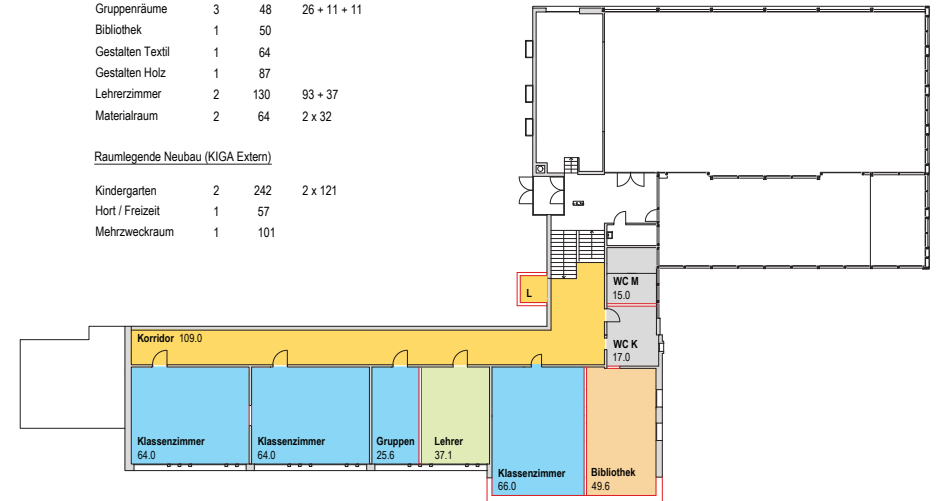 Gruppenräume 3 48 26 + 11 + 11
Bibliothek 1 50
Gestalten Textil 1 64
Gestalten Holz 1 87
Lehrerzimmer 2 130 93 + 37
Materialraum 2 64 2 x 32
Raumlegende Neubau (KIGA Extern)
Kindergarten 2 242 2 x 121
Hort / Freizeit 1 57
Mehrzweckraum 1 101
WC M
15.0
L
Korridor 109.0
WC K
17.0
Klassenzimmer
64.0
Klassenzimmer
64.0
Gruppen
25.6
Lehrer
37.1
Klassenzimmer
66.0
Bibliothek
49.6